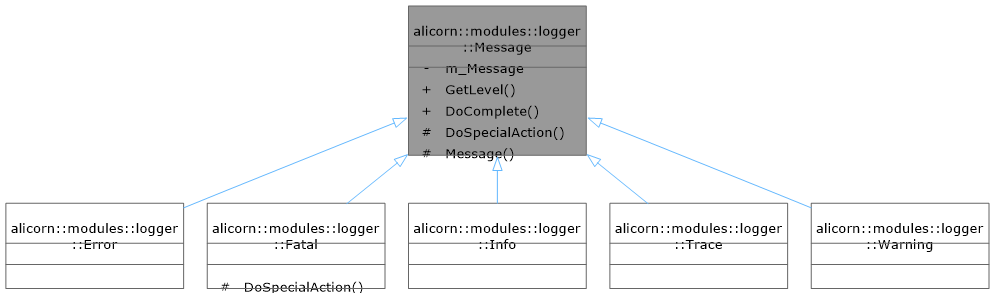 alicorn::modules::logger
::Message
- m_Message
+ GetLevel()
+ DoComplete()
# DoSpecialAction()
# Message()
alicorn::modules::logger
::Error
alicorn::modules::logger
::Fatal
# DoSpecialAction()
alicorn::modules::logger
::Info
alicorn::modules::logger
::Trace
alicorn::modules::logger
::Warning